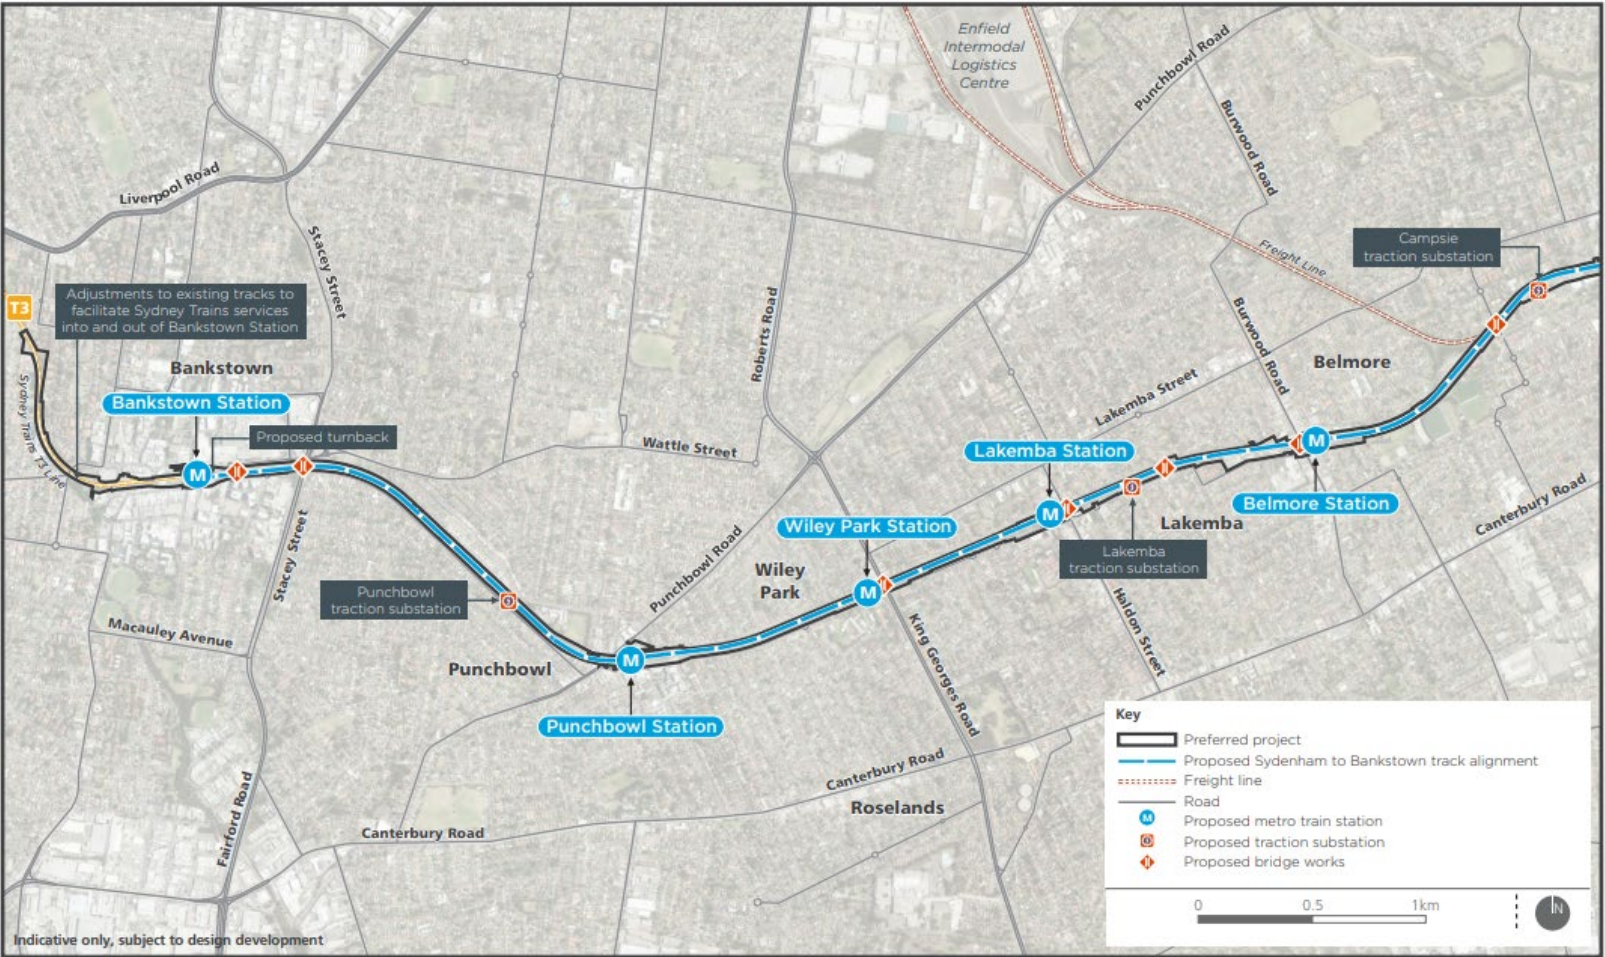 Enfield
Intermodal
Logistics
Centre
Punchbowl Road
Burwood Road
Liverpool Road
Stacey Street
Freight Line
Campsie
traction substation
T3
Adjustments to existing tracks to
facilitate Sydney Trains services
into and out of Bankstown Station
Roberts Road
Burwood Road
Bankstown
Belmore
Sydney Trains T3 Line
Bankstown Station
Lakemba Street
Proposed turnback
Wattle Street
Lakemba Station
M
M
M
Belmore Station
Canterbury Road
Stacey Street
Wiley Park Station
Lakemba
Punchbowl Road
Lakemba
traction substation
Wiley
Park
M
Punchbowl
traction substation
Haldon Street
Macauley Avenue
King Georges Road
Punchbowl
M
Punchbowl Station
Canterbury Road
Roselands
Fairford Road
Canterbury Road
Key
Preferred project
Proposed Sydenham to Bankstown track alignment
Freight line
Road
M Proposed metro train station
Proposed traction substation
Proposed bridge works
0 0.5 1km
N
Indicative only, subject to design development